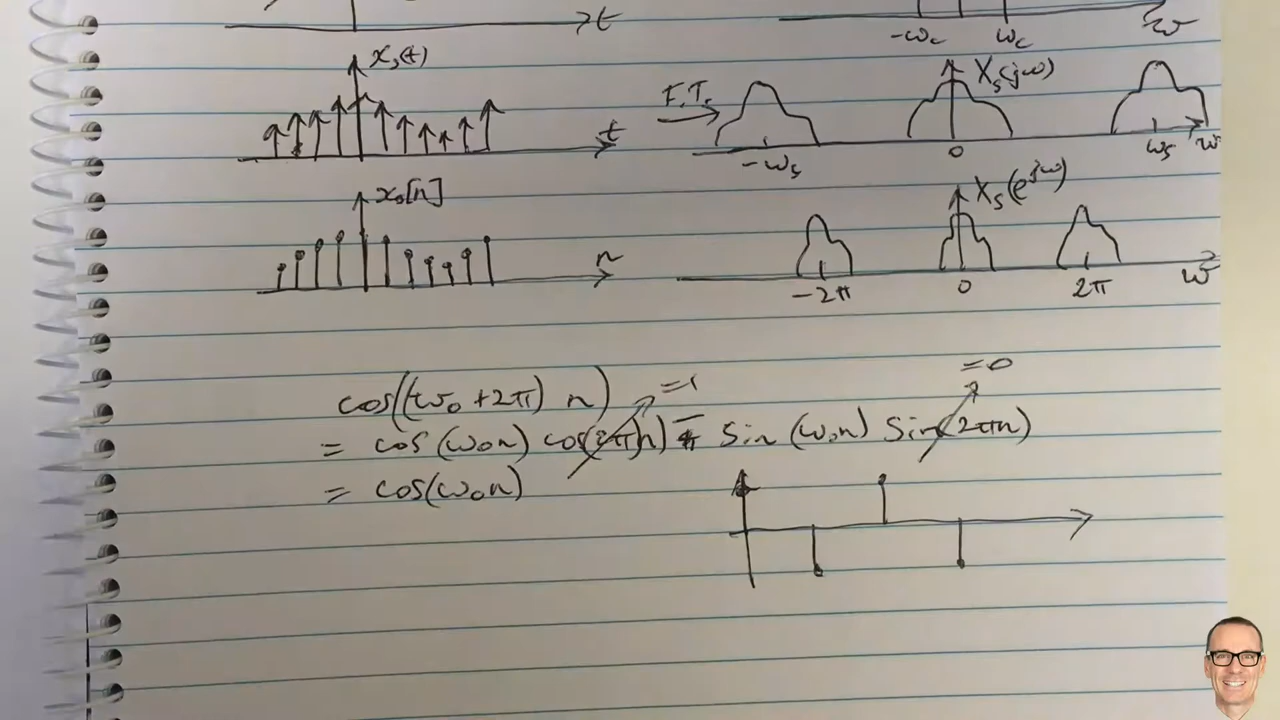 t
-ωc ωc ω
xs(t)
t
F.T.
Xs(jω)
-ωs 0 ωs ω
xs[n]
n
Xs(e^jω)
-2π 0 2π ω
cos((ω₀+2π) n) =1 =0
= cos(ω₀n) cos(2πn) - sin(ω₀n) sin(2πn)
= cos(ω₀n)